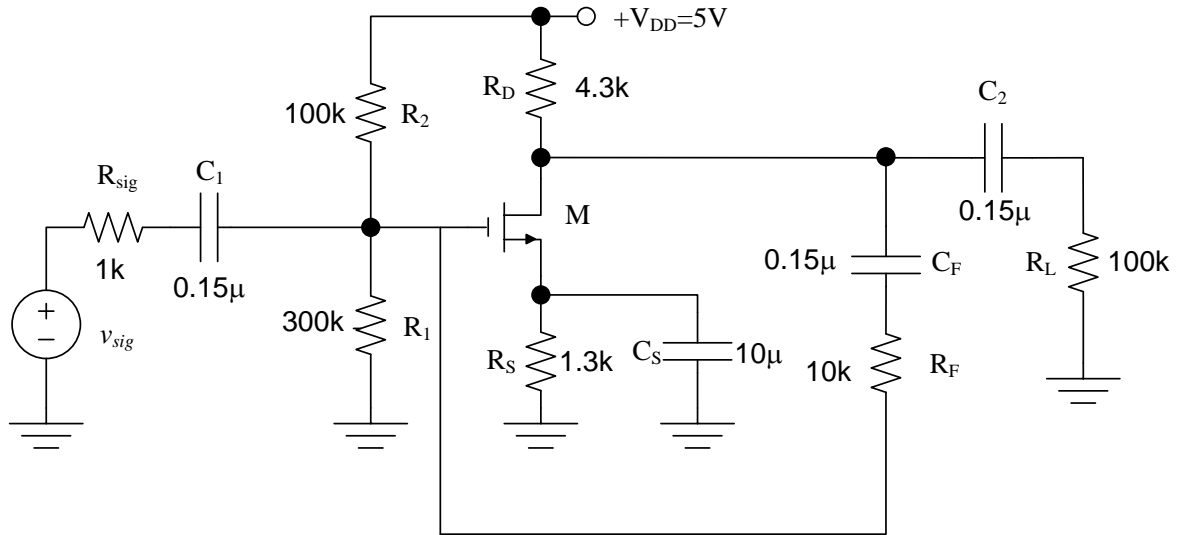 +V_DD=5V
R_D
4.3k
C_2
100k
R_2
R_sig
C_1
M
0.15μ
1k
0.15μ
0.15μ
C_F
R_L
100k
+
−
v_sig
300k
R_1
R_S
1.3k
C_S
10μ
10k
R_F